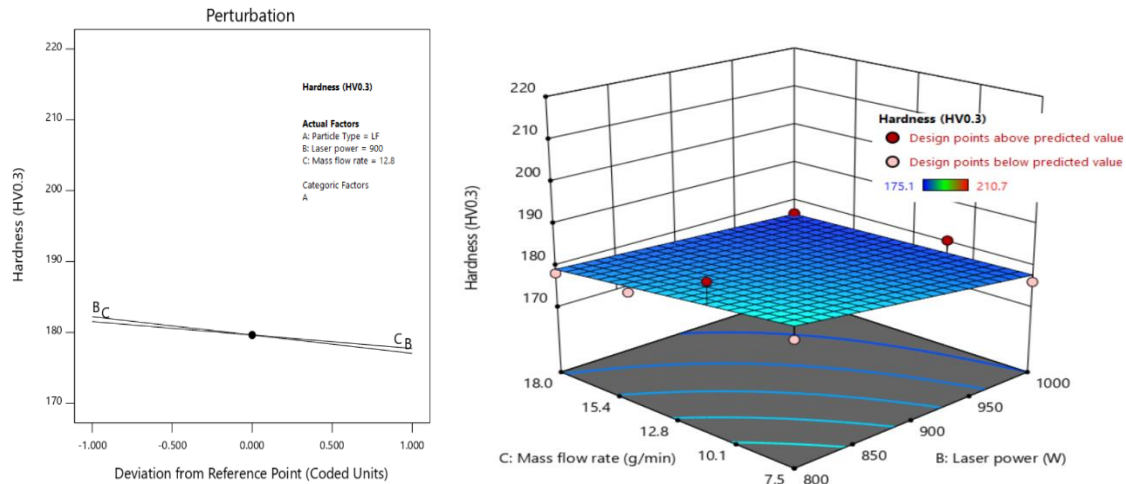 Perturbation
220
210
200
190
180
170
Hardness (HV0.3)
Hardness (HV0.3)
Actual Factors
A: Particle Type = LF
B: Laser power = 900
C: Mass flow rate = 12.8
Categoric Factors
A
B
C
C
B
-1.000
-0.500
0.000
0.500
1.000
Deviation from Reference Point (Coded Units)
220
210
200
190
180
170
Hardness (HV0.3)
Hardness (HV0.3)
Design points above predicted value
Design points below predicted value
175.1
210.7
18.0
15.4
12.8
10.1
7.5
C: Mass flow rate (g/min)
800
850
900
950
1000
B: Laser power (W)